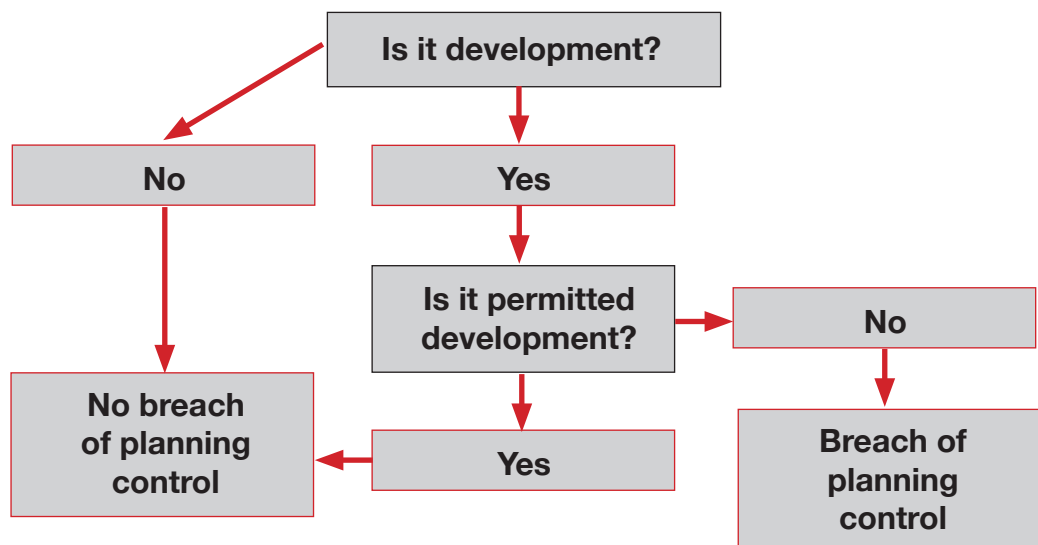 Is it development?
No
Yes
Is it permitted
development?
No
No breach
of planning
control
Yes
Breach of
planning
control